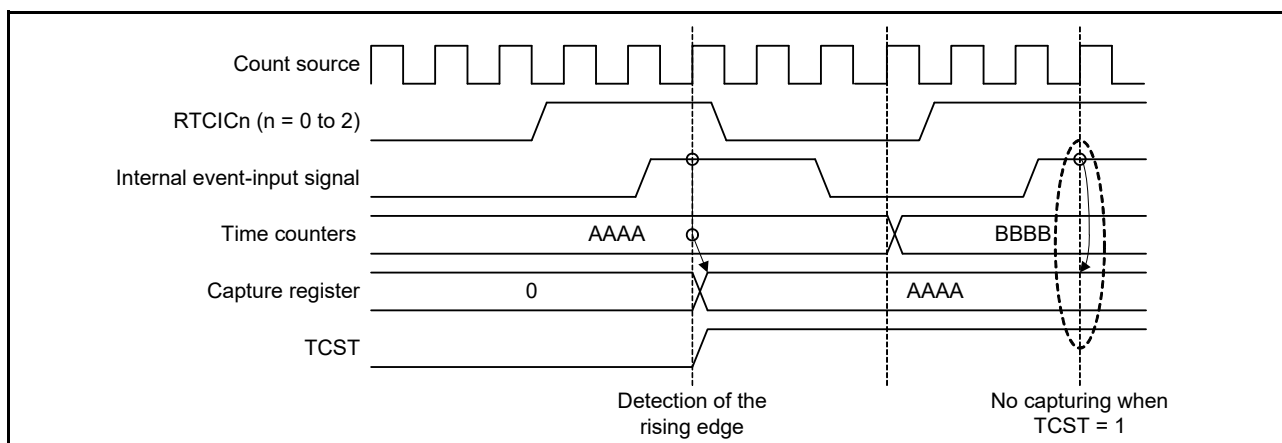 Count source
RTCICn (n = 0 to 2)
Internal event-input signal
Time counters
AAAA
BBBB
Capture register
0
AAAA
TCST
Detection of the
rising edge
No capturing when
TCST = 1